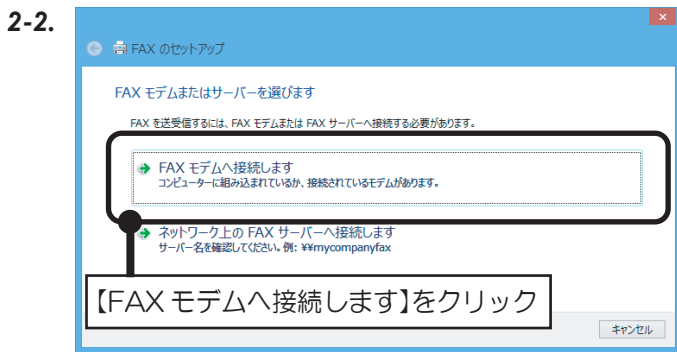 2-2.
FAX のセットアップ
FAX モデムまたはサーバーを選びます
FAX を送受信するには、FAX モデムまたは FAX サーバーへ接続する必要があります。
FAX モデムへ接続します
コンピューターに組み込まれているか、接続されているモデムがあります。
ネットワーク上の FAX サーバーへ接続します
サーバー名を確認してください。例: ¥¥mycompanyfax
【FAX モデムへ接続します】をクリック
キャンセル